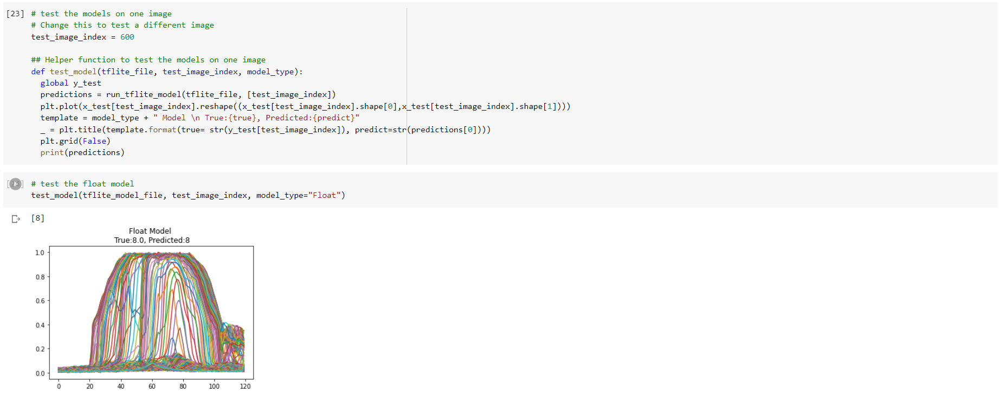 [23] # test the models on one image
# Change this to test a different image
test_image_index = 600
## Helper function to test the models on one image
def test_model(tflite_file, test_image_index, model_type):
global y_test
predictions = run_tflite_model(tflite_file, [test_image_index])
plt.plot(x_test[test_image_index].reshape((x_test[test_image_index].shape[0],x_test[test_image_index].shape[1])))
template = model_type + " Model \n True:{true}, Predicted:{predict}"
_ = plt.title(template.format(true= str(y_test[test_image_index]), predict=str(predictions[0])))
plt.grid(False)
print(predictions)
# test the float model
test_model(tflite_model_file, test_image_index, model_type="Float")
[8]
Float Model
True:8.0, Predicted:8
1.0
0.8
0.6
0.4
0.2
0.0
0 20 40 60 80 100 120